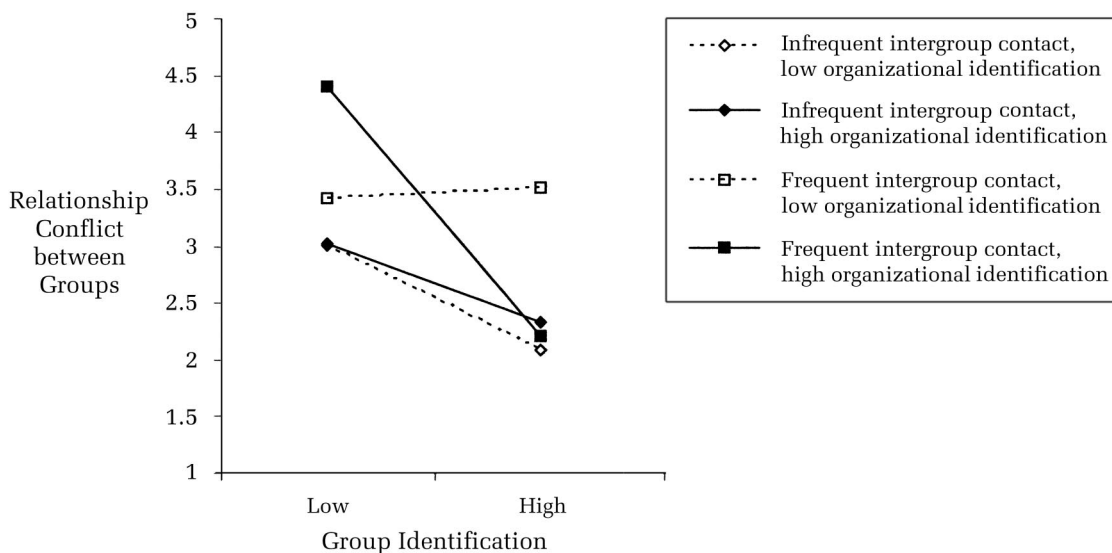 5
4.5
4
3.5
3
2.5
2
1.5
1
Relationship
Conflict
between
Groups
Low
High
Group Identification
Infrequent intergroup contact,
low organizational identification
Infrequent intergroup contact,
high organizational identification
Frequent intergroup contact,
low organizational identification
Frequent intergroup contact,
high organizational identification